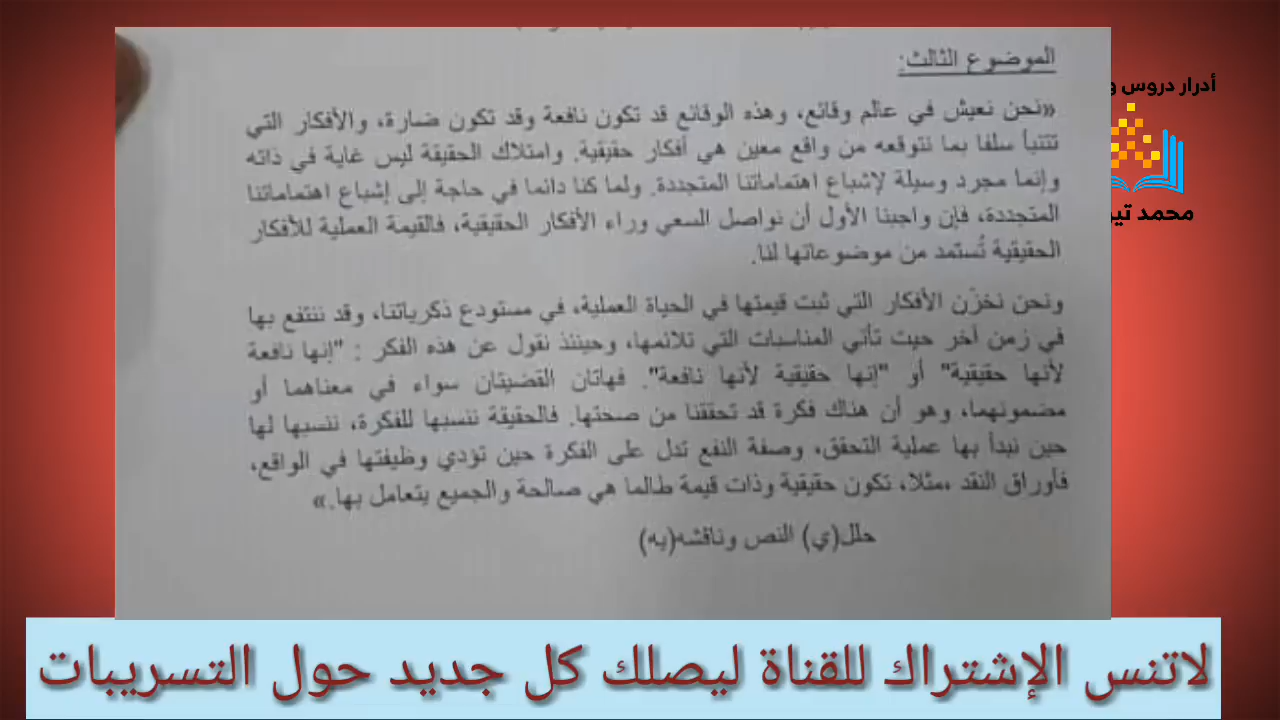 الموضوع الثالث:
«نحن نعيش في عالم وقائع، وهذه الوقائع قد تكون نافعة وقد تكون ضارة، والأفكار التي
تتنبأ سلفا بما نتوقعه من واقع معين هي أفكار حقيقية. وامتلاك الحقيقة ليس غاية في ذاته
وإنما مجرد وسيلة لإشباع اهتماماتنا المتجددة. ولما كنا دائما في حاجة إلى إشباع اهتماماتنا
المتجددة، فإن واجبنا الأول أن نواصل السعي وراء الأفكار الحقيقية، فالقيمة العملية للأفكار
الحقيقية تُستمد من موضوعاتها لنا.
ونحن نخزّن الأفكار التي ثبت قيمتها في الحياة العملية، في مستودع ذكرياتنا، وقد ننتفع بها
في زمن آخر حيث تأتي المناسبات التي تلائمها، وحينئذ نقول عن هذه الفكر : "إنها نافعة
لأنها حقيقية" أو "إنها حقيقية لأنها نافعة". فهاتان القضيتان سواء في معناهما أو
مضمونهما، وهو أن هناك فكرة قد تحققنا من صحتها. فالحقيقة ننسبها للفكرة، ننسبها لها
حين نبدأ بها عملية التحقق، وصفة النفع تدل على الفكرة حين تؤدي وظيفتها في الواقع،
فأوراق النقد ،مثلا، تكون حقيقية وذات قيمة طالما هي صالحة والجميع يتعامل بها.»
حلل(ي) النص وناقشه(يه)
أدرار دروس و
محمد تي
لاتنس الإشتراك للقناة ليصلك كل جديد حول التسريبات